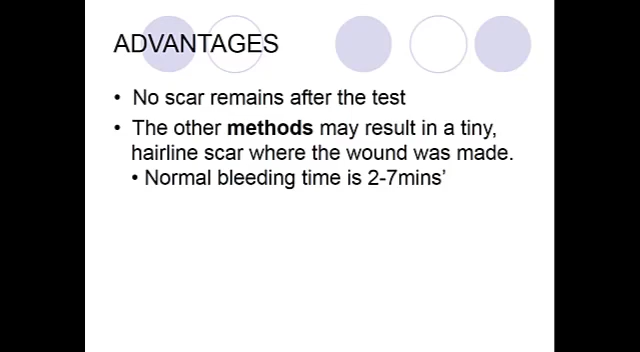 ADVANTAGES
• No scar remains after the test
• The other methods may result in a tiny,
hairline scar where the wound was made.
• Normal bleeding time is 2-7mins’